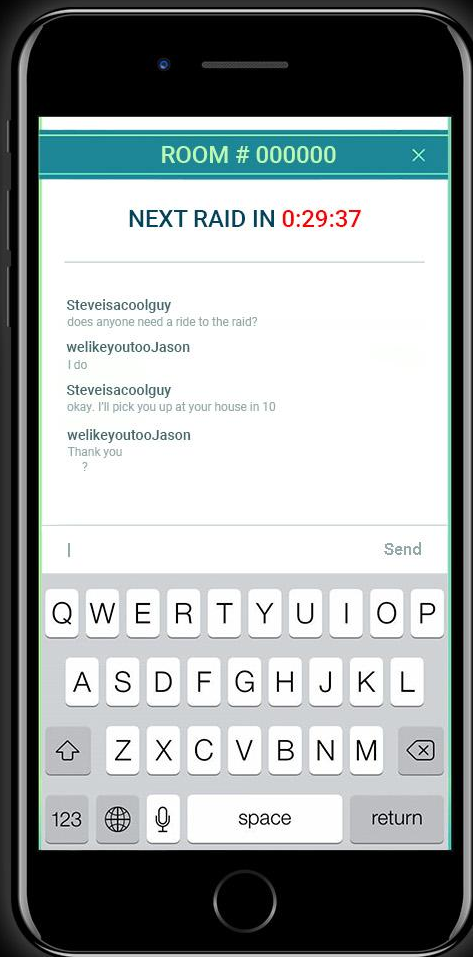 ROOM # 000000 ×
NEXT RAID IN 0:29:37
Steveisacoolguy
does anyone need a ride to the raid?
welikeyoutooJason
I do
Steveisacoolguy
okay. I'll pick you up at your house in 10
welikeyoutooJason
Thank you
?
Send
Q W E R T Y U I O P
A S D F G H J K L
Z X C V B N M
123 space return